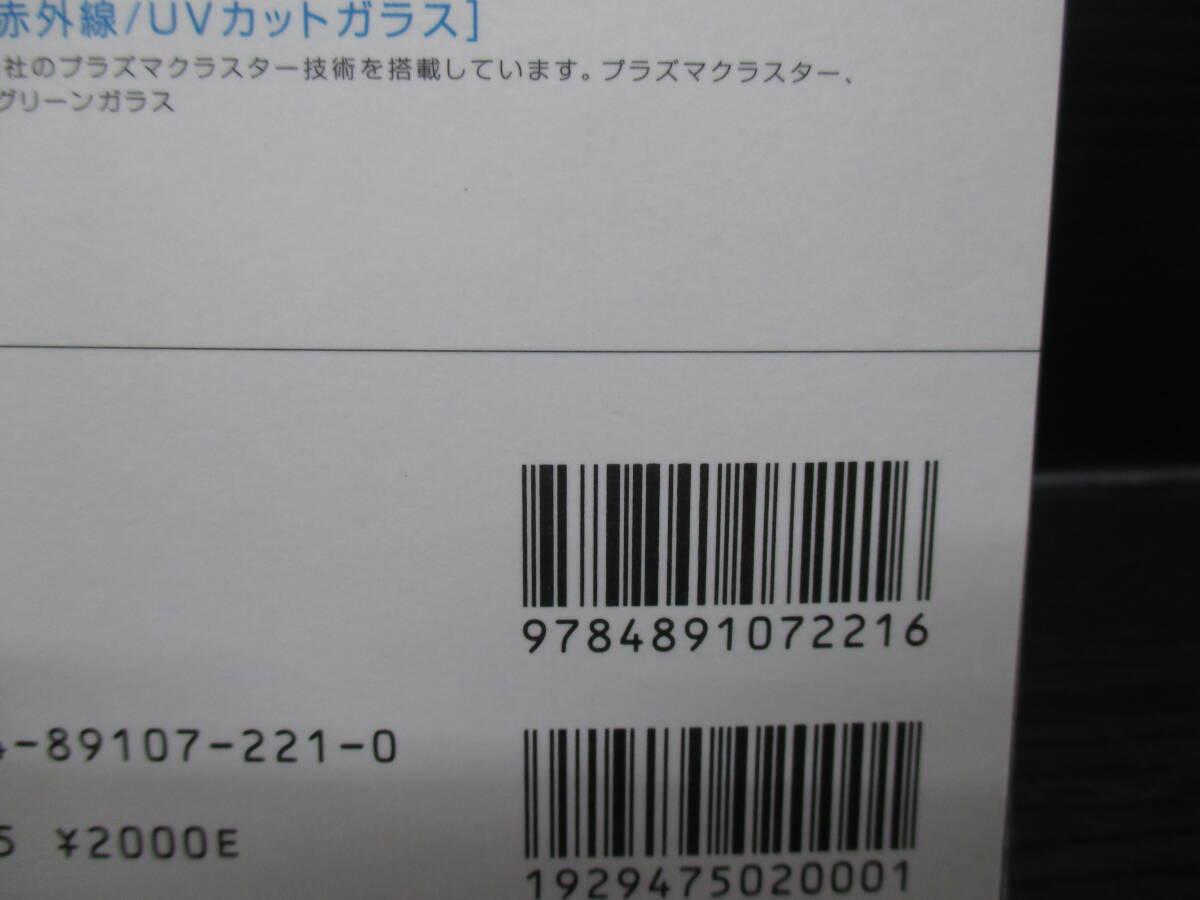 赤外線/UVカットガラス]
社のプラズマクラスター技術を搭載しています。プラズマクラスター、
グリーンガラス
9784891072216
4-89107-221-0
5 ¥2000E
1929475020001